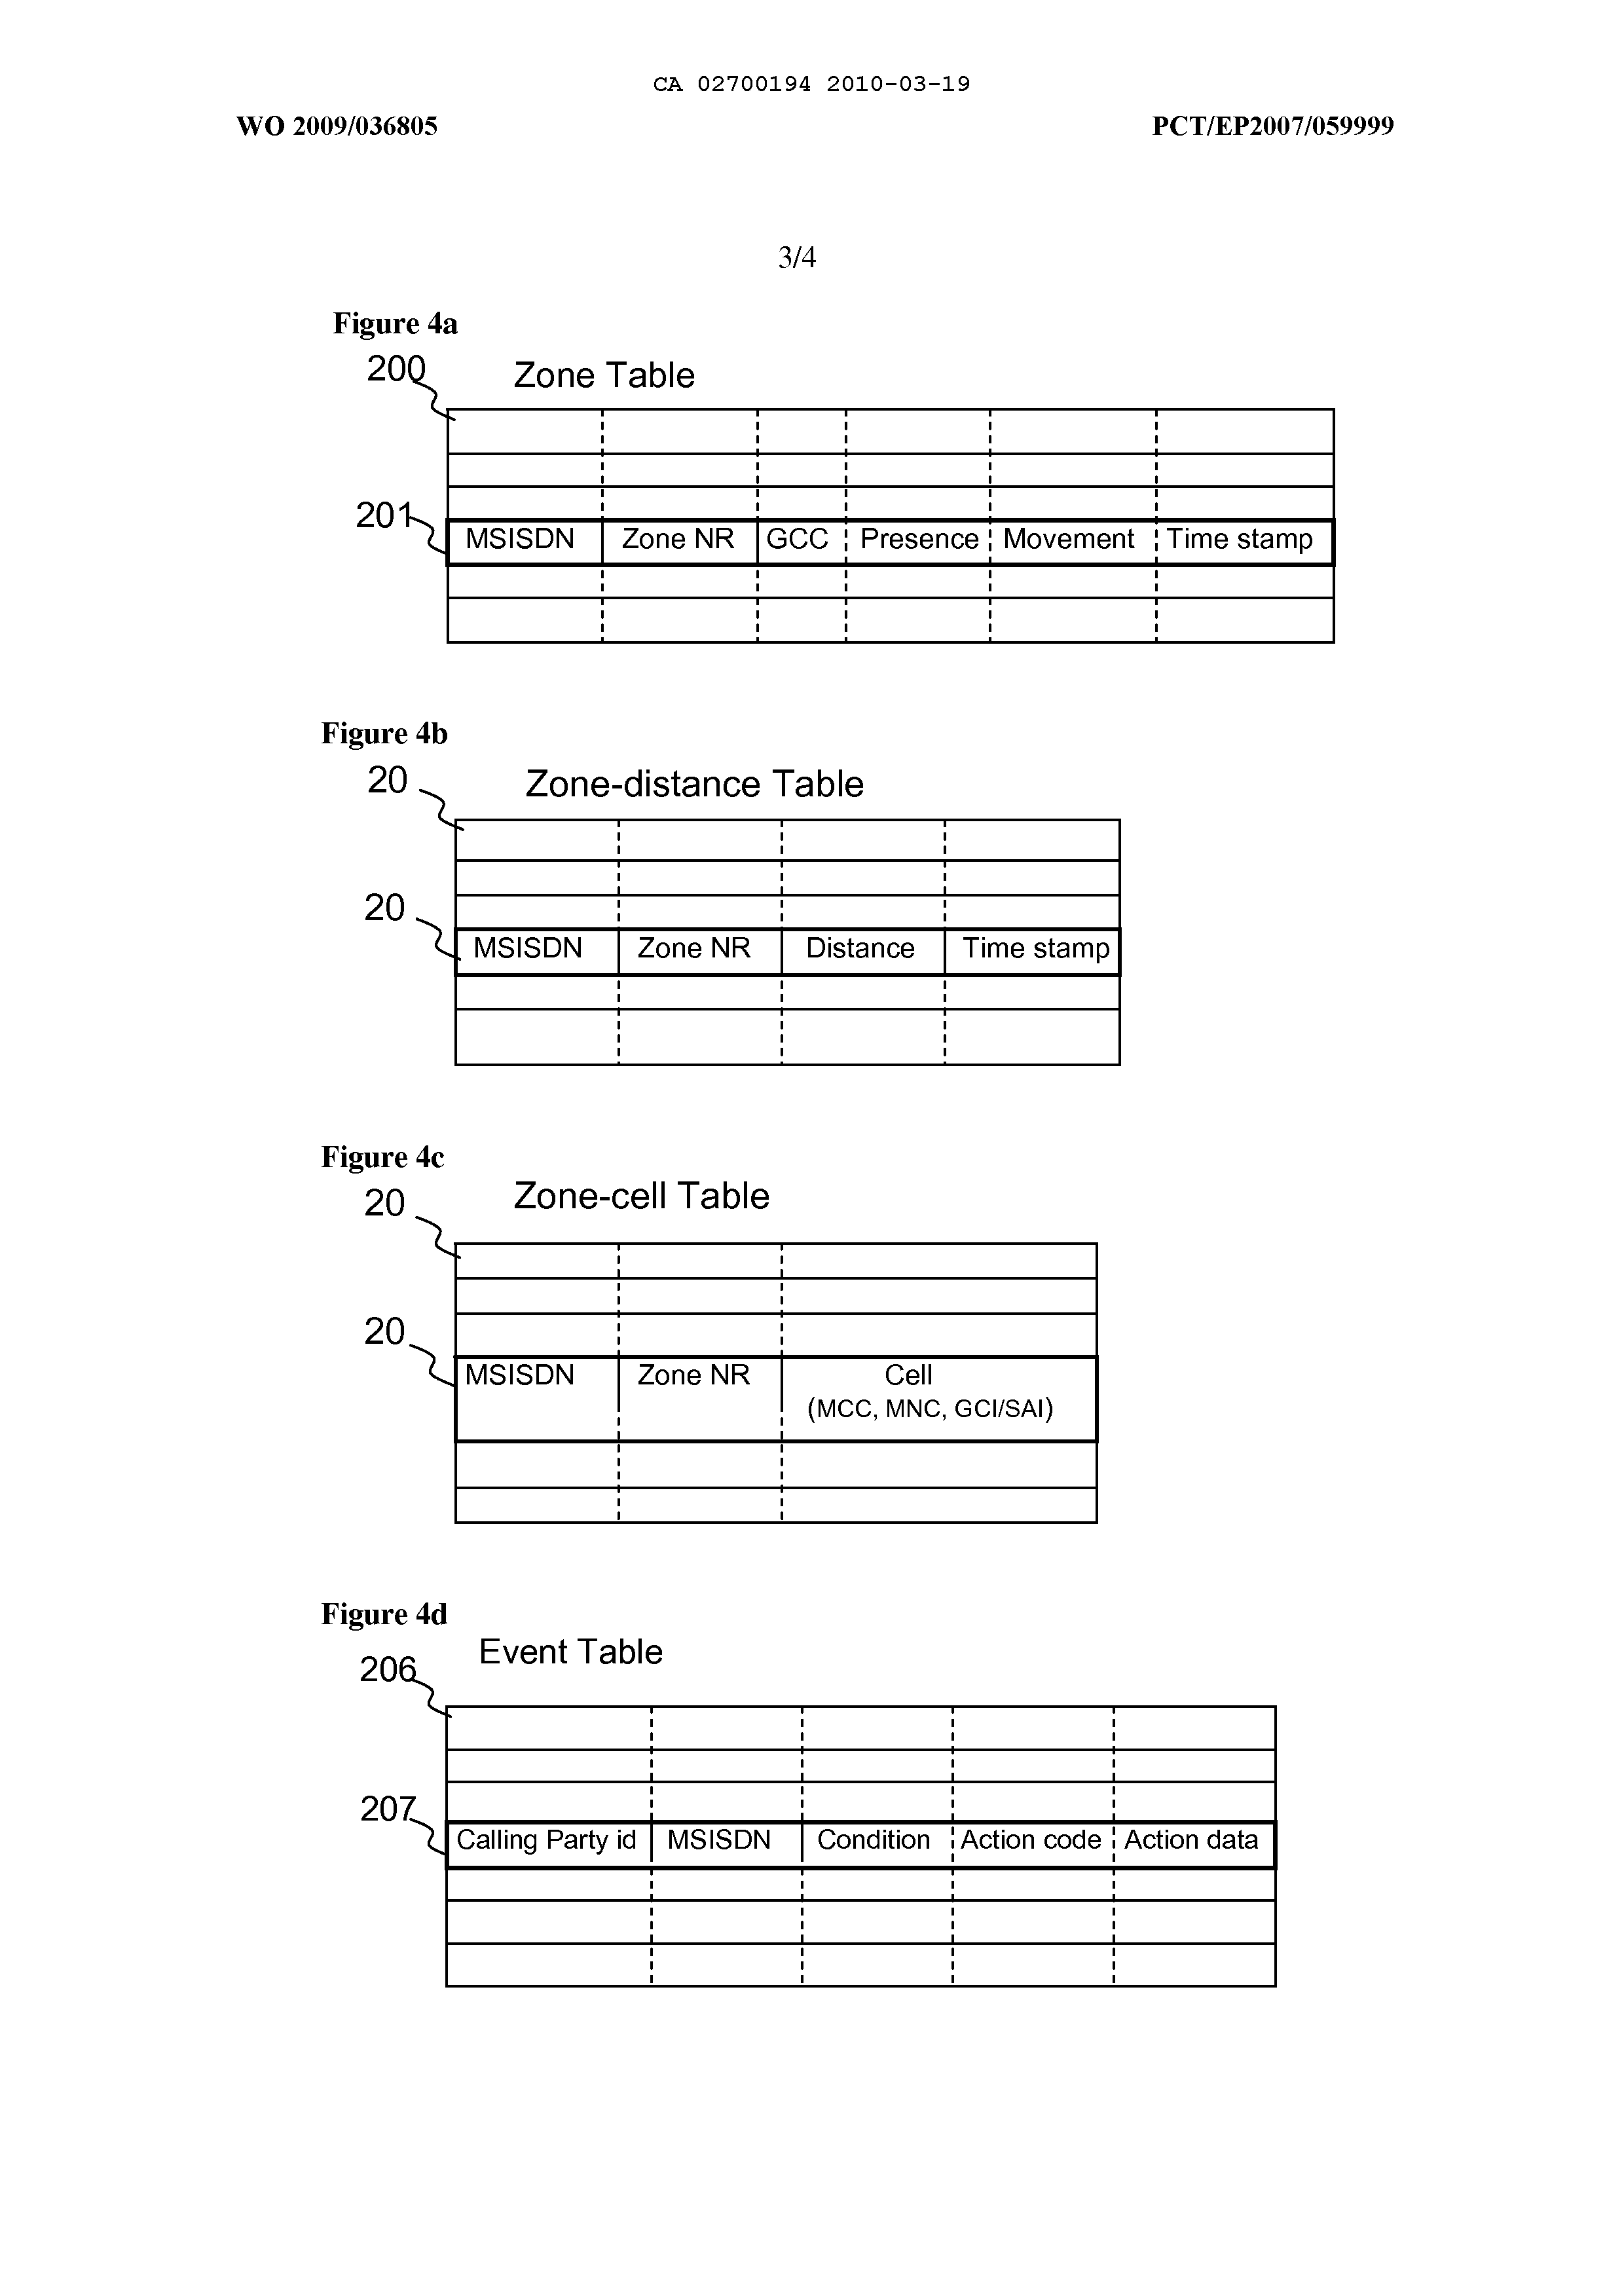 CA 02700194 2010-03-19
WO 2009/036805 PCT/EP2007/059999
3/4
Figure 4a
200 Zone Table
201 MSISDN Zone NR GCC Presence Movement Time stamp
Figure 4b
20 Zone-distance Table
20 MSISDN Zone NR Distance Time stamp
Figure 4c
20 Zone-cell Table
20 MSISDN Zone NR Cell
(MCC, MNC, GCI/SAI)
Figure 4d
Event Table
206
207 Calling Party id MSISDN Condition Action code Action data